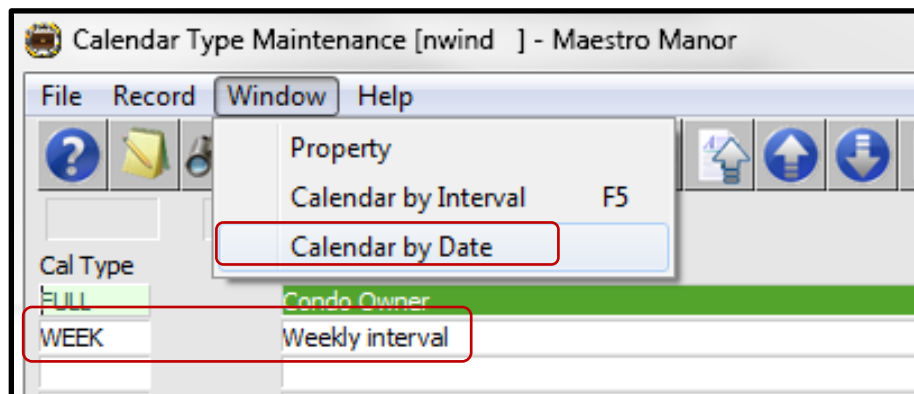 Calendar Type Maintenance [nwind ] - Maestro Manor
File Record Window Help
Property
Calendar by Interval F5
Calendar by Date
Cal Type
FULL Condo Owner
WEEK Weekly interval